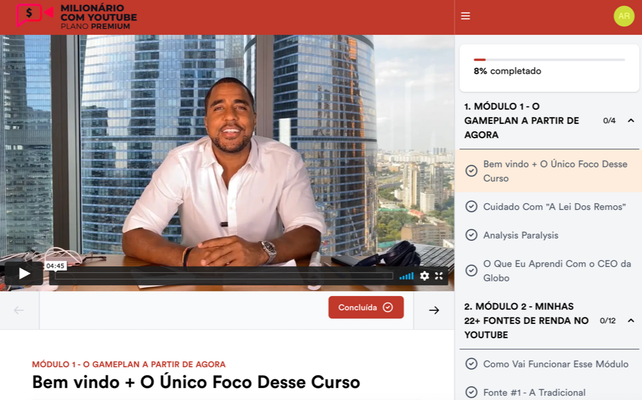 $
MILIONÁRIO
COM YOUTUBE
PLANO PREMIUM
AR
8% completado
1. MÓDULO 1 - O
GAMEPLAN A PARTIR DE
AGORA
0/4
Bem vindo + O Único Foco Desse
Curso
Cuidado Com "A Lei Dos Remos"
Analysis Paralysis
O Que Eu Aprendi Com o CEO da
Globo
2. MÓDULO 2 - MINHAS
22+ FONTES DE RENDA NO
YOUTUBE
0/12
Como Vai Funcionar Esse Módulo
Fonte #1 - A Tradicional
04:45
Concluída
MÓDULO 1 - O GAMEPLAN A PARTIR DE AGORA
Bem vindo + O Único Foco Desse Curso